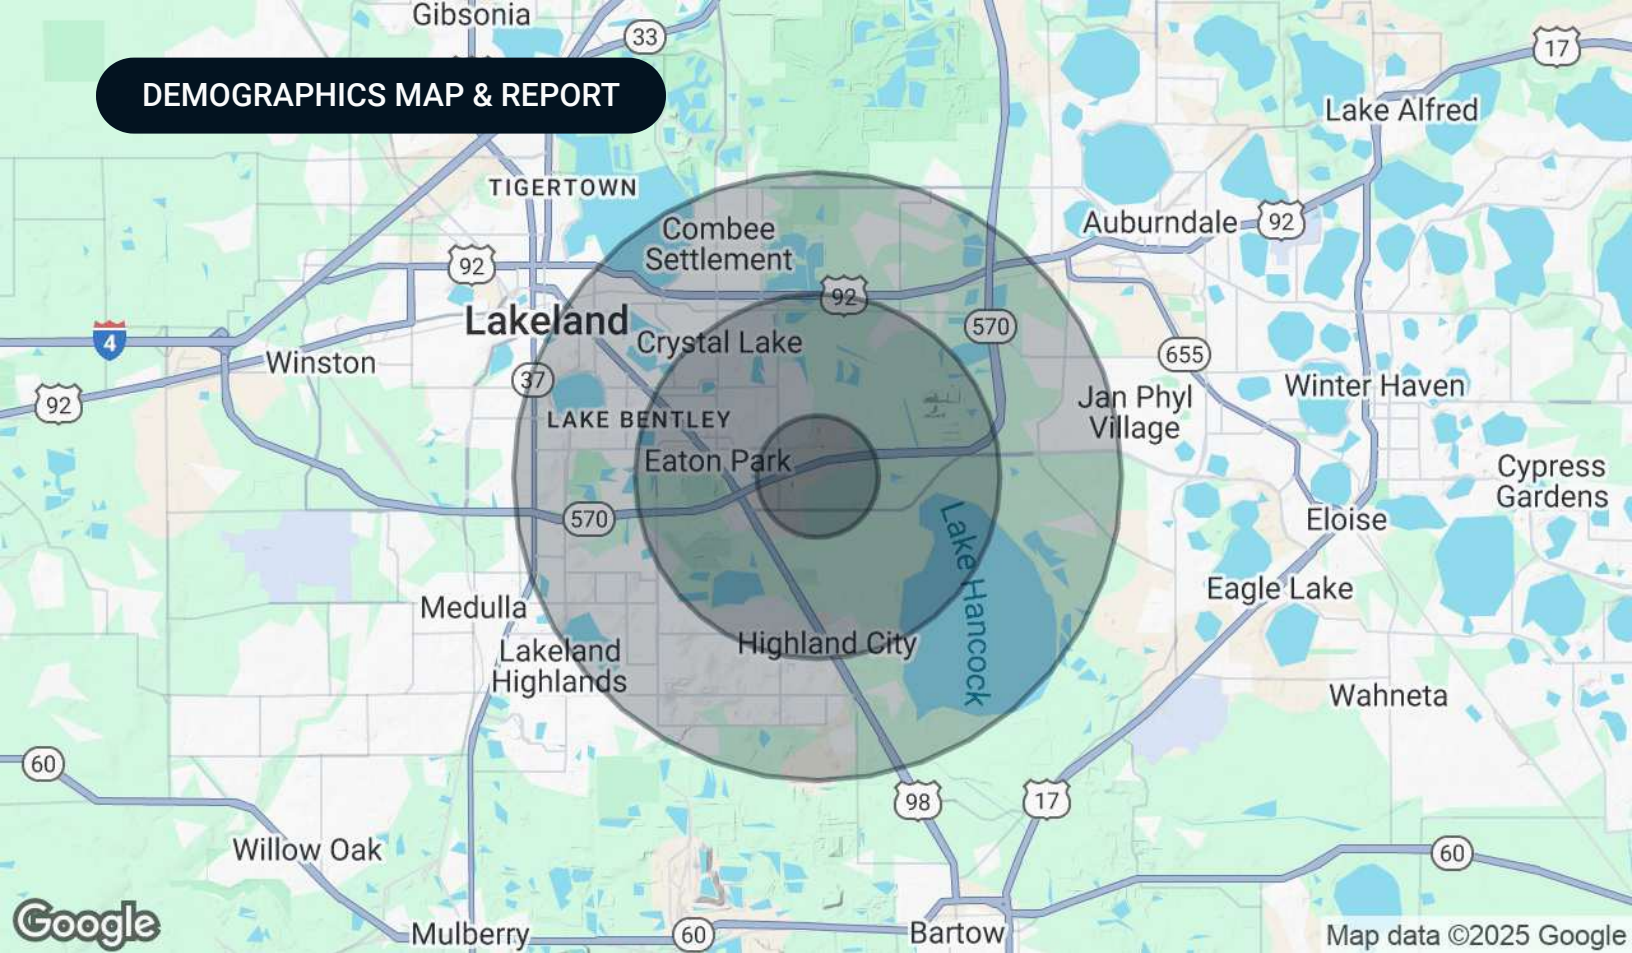 Gibsonia
33
17
DEMOGRAPHICS MAP & REPORT
Lake Alfred
TIGERTOWN
Combee
Settlement
Auburndale
92
92
92
Lakeland
570
4
Crystal Lake
655
Winston
37
92
Winter Haven
Jan Phyl
Village
LAKE BENTLEY
Eaton Park
Cypress
Gardens
570
Eloise
Lake Hancock
Eagle Lake
Medulla
Highland City
Lakeland
Highlands
Wahneta
60
98
17
Willow Oak
60
Google
Mulberry
60
Bartow
Map data ©2025 Google